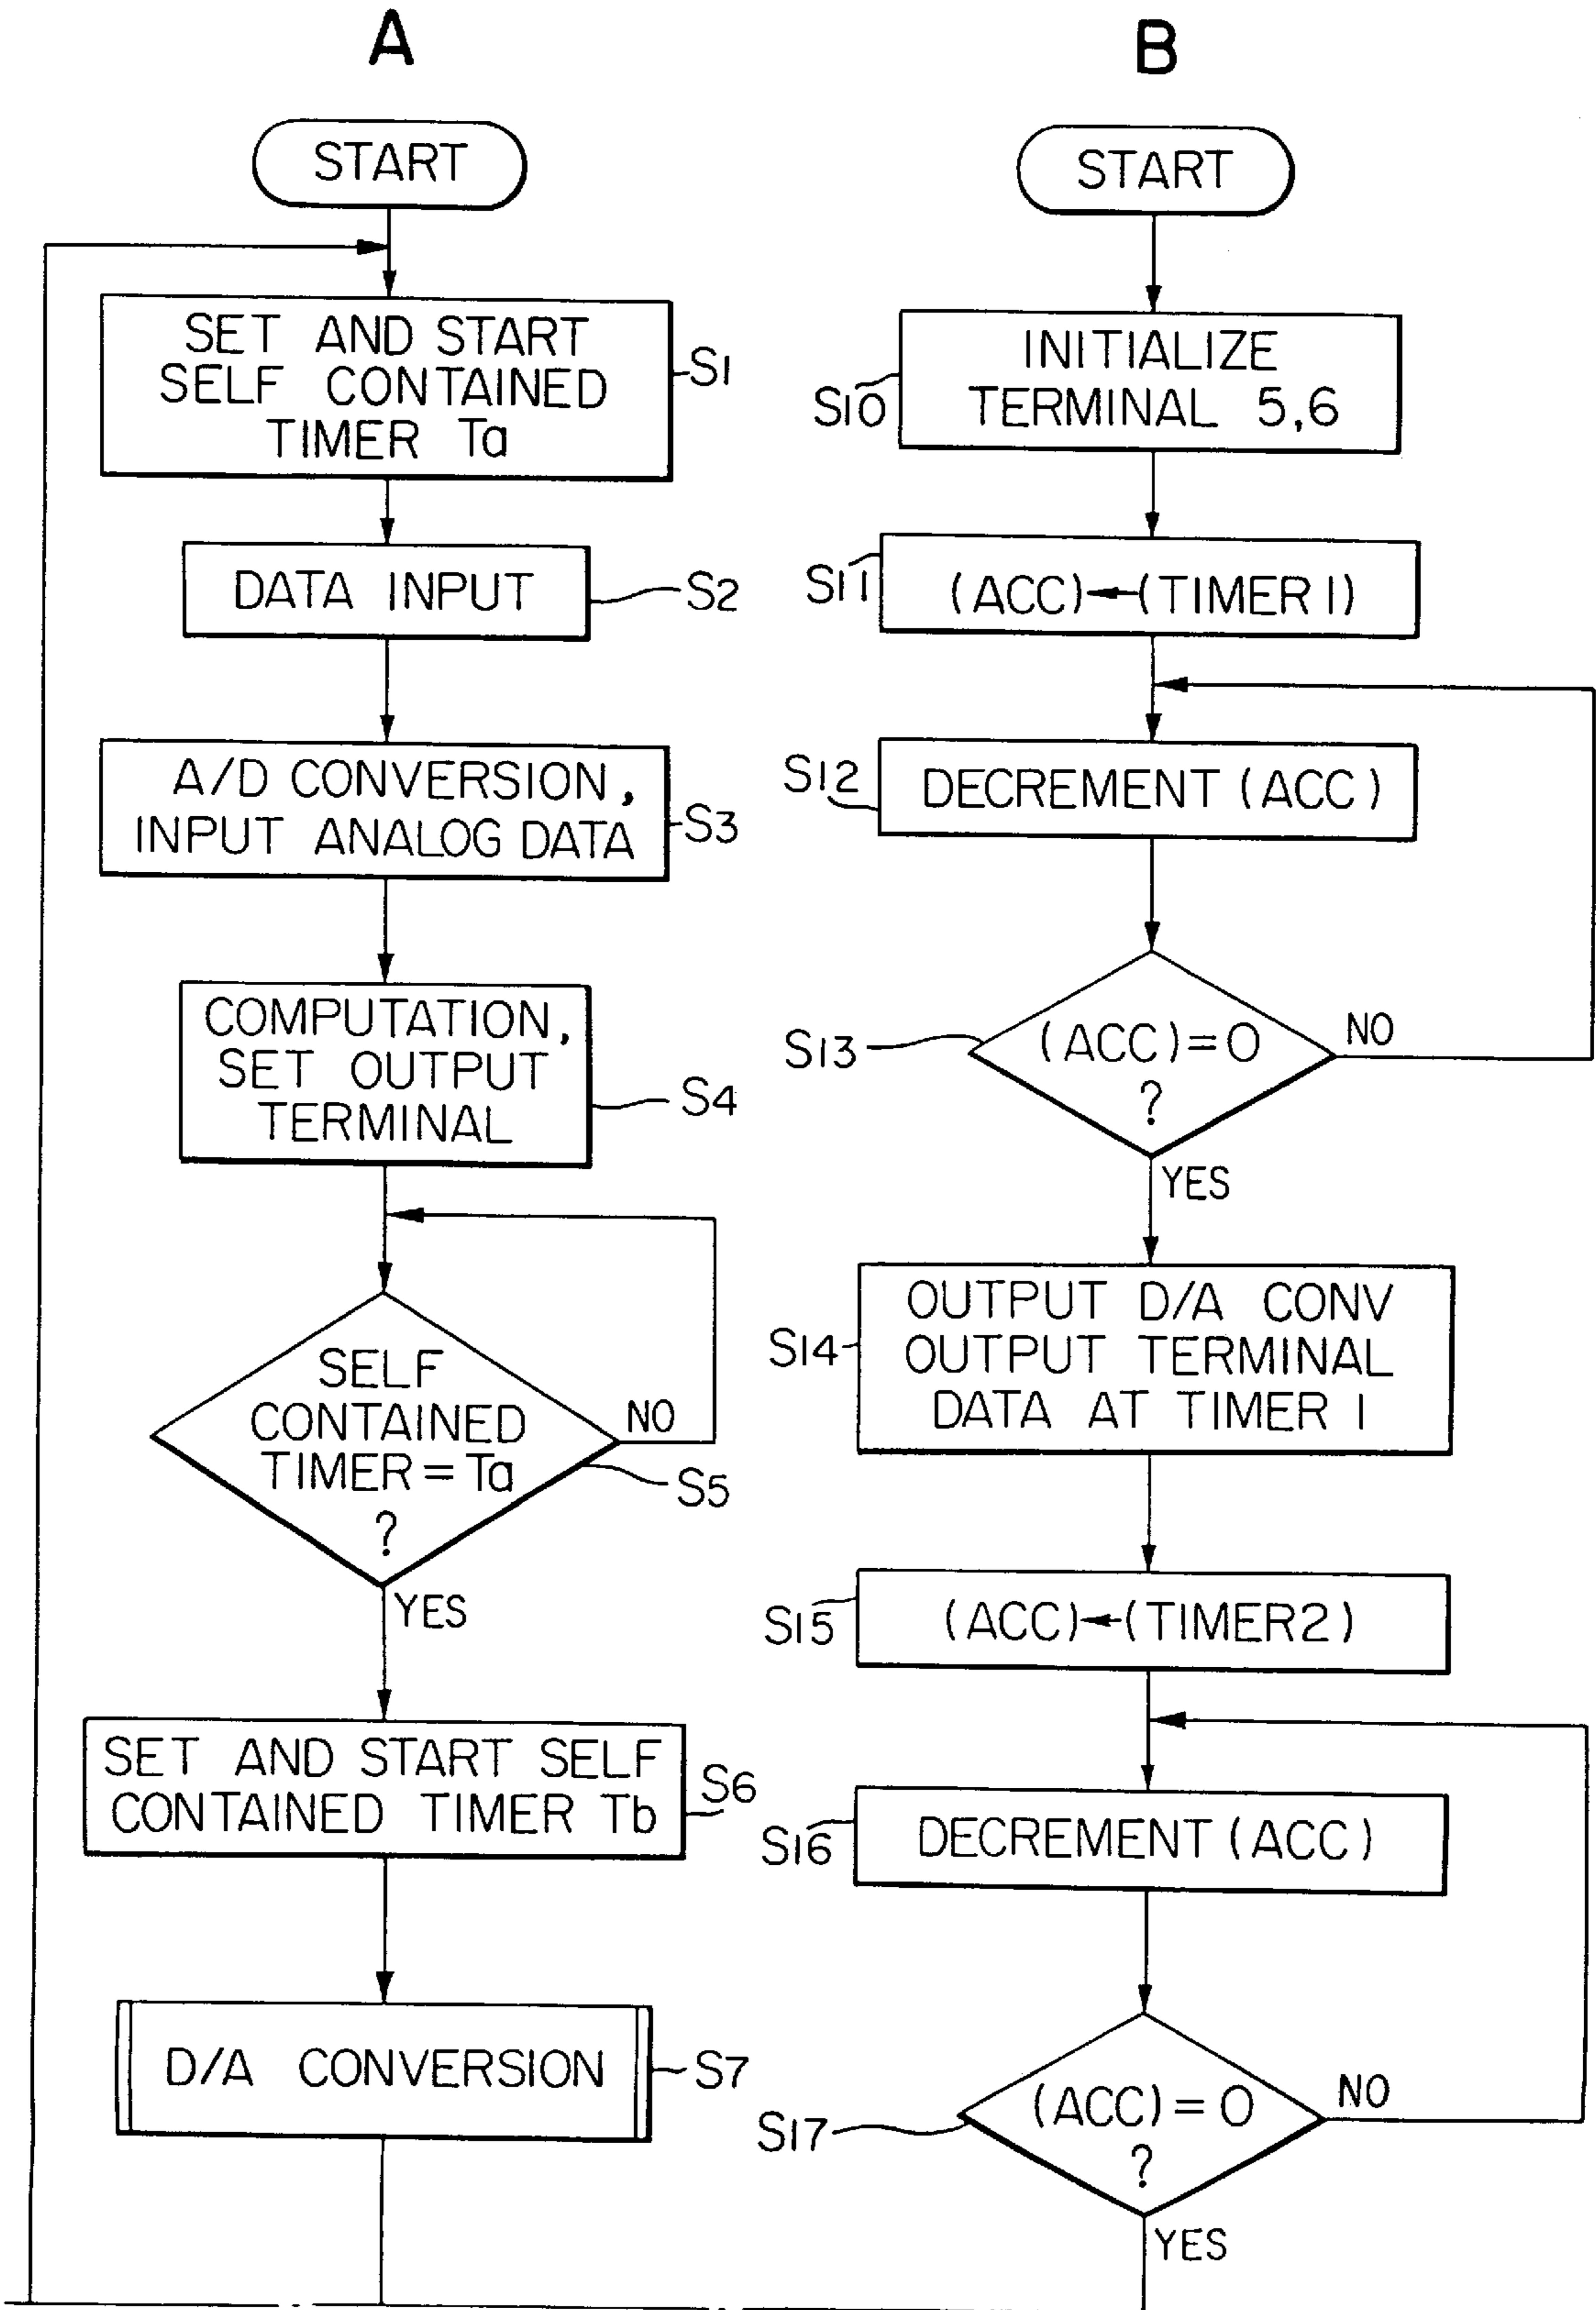 A
START
SET AND START
SELF CONTAINED
TIMER Ta
S1
DATA INPUT
S2
A/D CONVERSION,
INPUT ANALOG DATA
S3
COMPUTATION,
SET OUTPUT
TERMINAL
S4
SELF
CONTAINED
TIMER = Ta
?
NO
S5
YES
SET AND START SELF
CONTAINED TIMER Tb
S6
D/A CONVERSION
S7
B
START
INITIALIZE
TERMINAL 5,6
S10
(ACC)←(TIMER 1)
S11
DECREMENT (ACC)
S12
(ACC) = 0
?
NO
S13
YES
OUTPUT D/A CONV
OUTPUT TERMINAL
DATA AT TIMER 1
S14
(ACC)←(TIMER2)
S15
DECREMENT (ACC)
S16
(ACC) = 0
?
NO
S17
YES